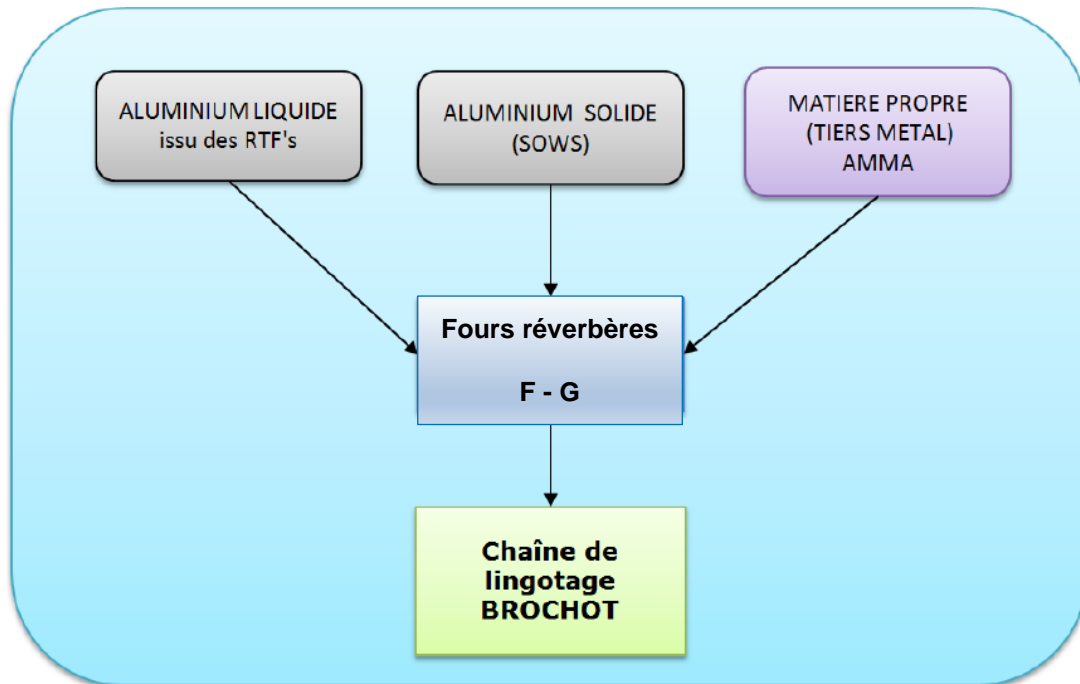 ALUMINIUM LIQUIDE
issu des RTF's
ALUMINIUM SOLIDE
(SOWS)
MATIERE PROPRE
(TIERS METAL)
AMMA
Fours réverbères
F - G
Chaîne de
lingotage
BROCHOT